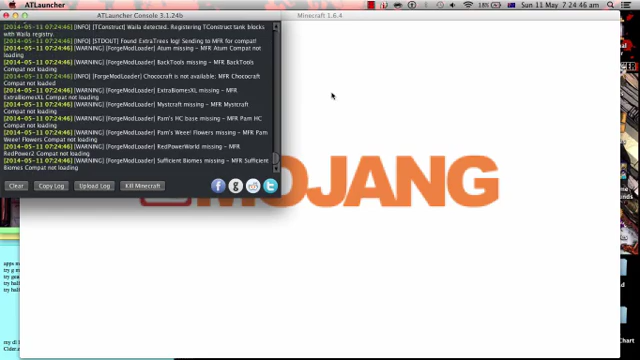 ATLauncher
18%
Sun 11 May 7:24:46 am
ATLauncher Console 3.1.24b
Minecraft 1.6.4
[2014-05-11 07:24:46] [INFO] [TConstruct] Waila detected. Registering TConstruct tank blocks
with Waila registry.
[2014-05-11 07:24:46] [INFO] [STDOUT] Found ExtraTrees log! Sending to MFR for compat!
[2014-05-11 07:24:46] [WARNING] [ForgeModLoader] Atum missing - MFR Atum Compat not
loading
[2014-05-11 07:24:46] [WARNING] [ForgeModLoader] BackTools missing - MFR BackTools
Compat not loading
[2014-05-11 07:24:46] [INFO] [ForgeModLoader] Chococraft is not available; MFR Chococraft
Compat not loaded
[2014-05-11 07:24:46] [WARNING] [ForgeModLoader] ExtraBiomesXL missing - MFR
ExtraBiomesXL Compat not loading
[2014-05-11 07:24:46] [WARNING] [ForgeModLoader] Mystcraft missing - MFR Mystcraft
Compat not loading
[2014-05-11 07:24:46] [WARNING] [ForgeModLoader] Pam's HC base missing - MFR Pam HC
Compat not loading
[2014-05-11 07:24:46] [WARNING] [ForgeModLoader] Pam's Weee! Flowers missing - MFR Pam
Weee! Flowers Compat not loading
[2014-05-11 07:24:46] [WARNING] [ForgeModLoader] RedPowerWorld missing - MFR
RedPower2 Compat not loading
[2014-05-11 07:24:46] [WARNING] [ForgeModLoader] Sufficient Biomes missing - MFR Sufficient
Biomes Compat not loading
Clear
Copy Log
Upload Log
Kill Minecraft
MOJANG